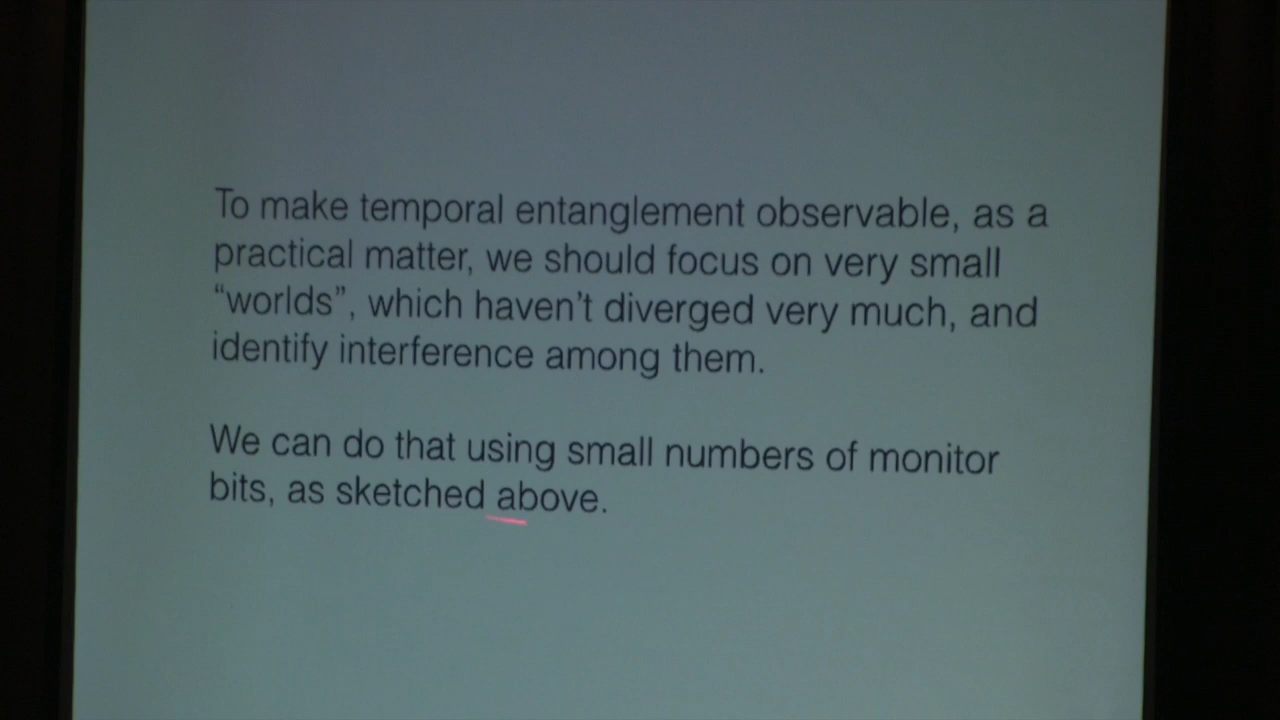 To make temporal entanglement observable, as a
practical matter, we should focus on very small
“worlds”, which haven’t diverged very much, and
identify interference among them.
We can do that using small numbers of monitor
bits, as sketched above.